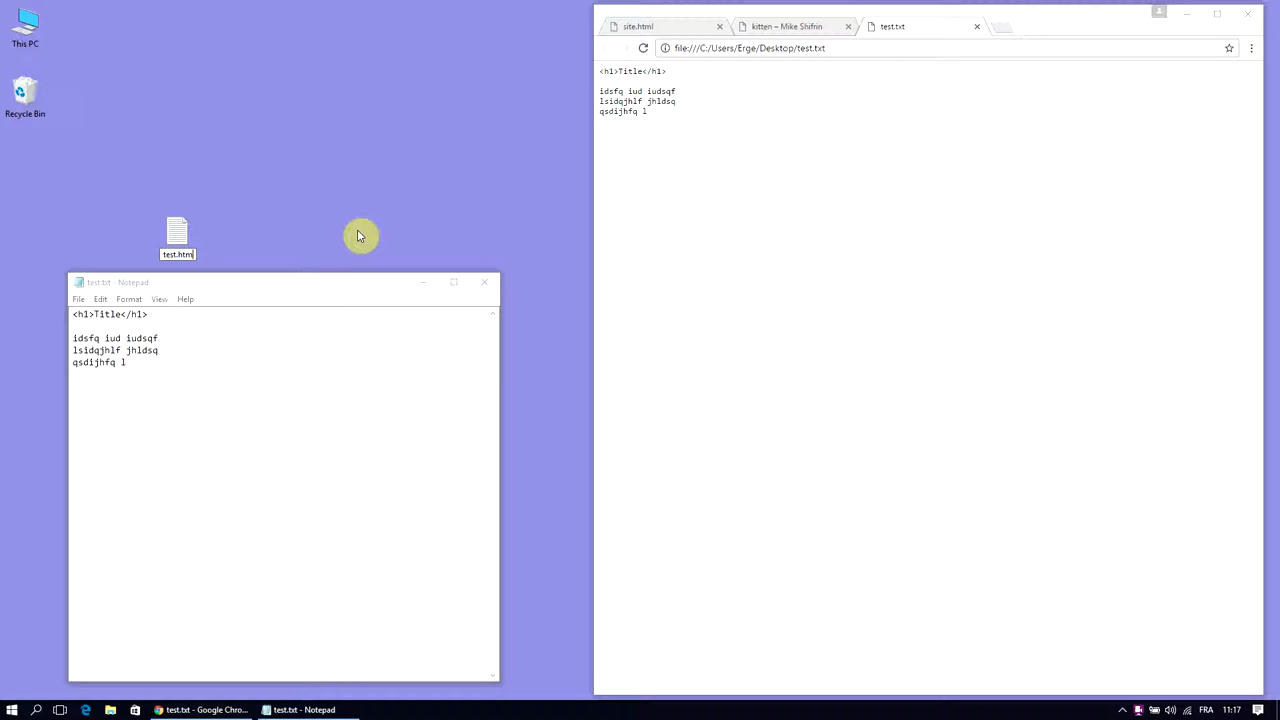 This PC
Recycle Bin
test.htm
test.txt - Notepad
File Edit Format View Help
<h1>Title</h1>
idsfq iud iudsqf
lsidqjhlf jhldsq
qsdijhfq l
site.html
kitten – Mike Shifrin
test.txt
file:///C:/Users/Erge/Desktop/test.txt
<h1>Title</h1>
idsfq iud iudsqf
lsidqjhlf jhldsq
qsdijhfq l
test.txt - Google Chro...
test.txt - Notepad
FRA
11:17